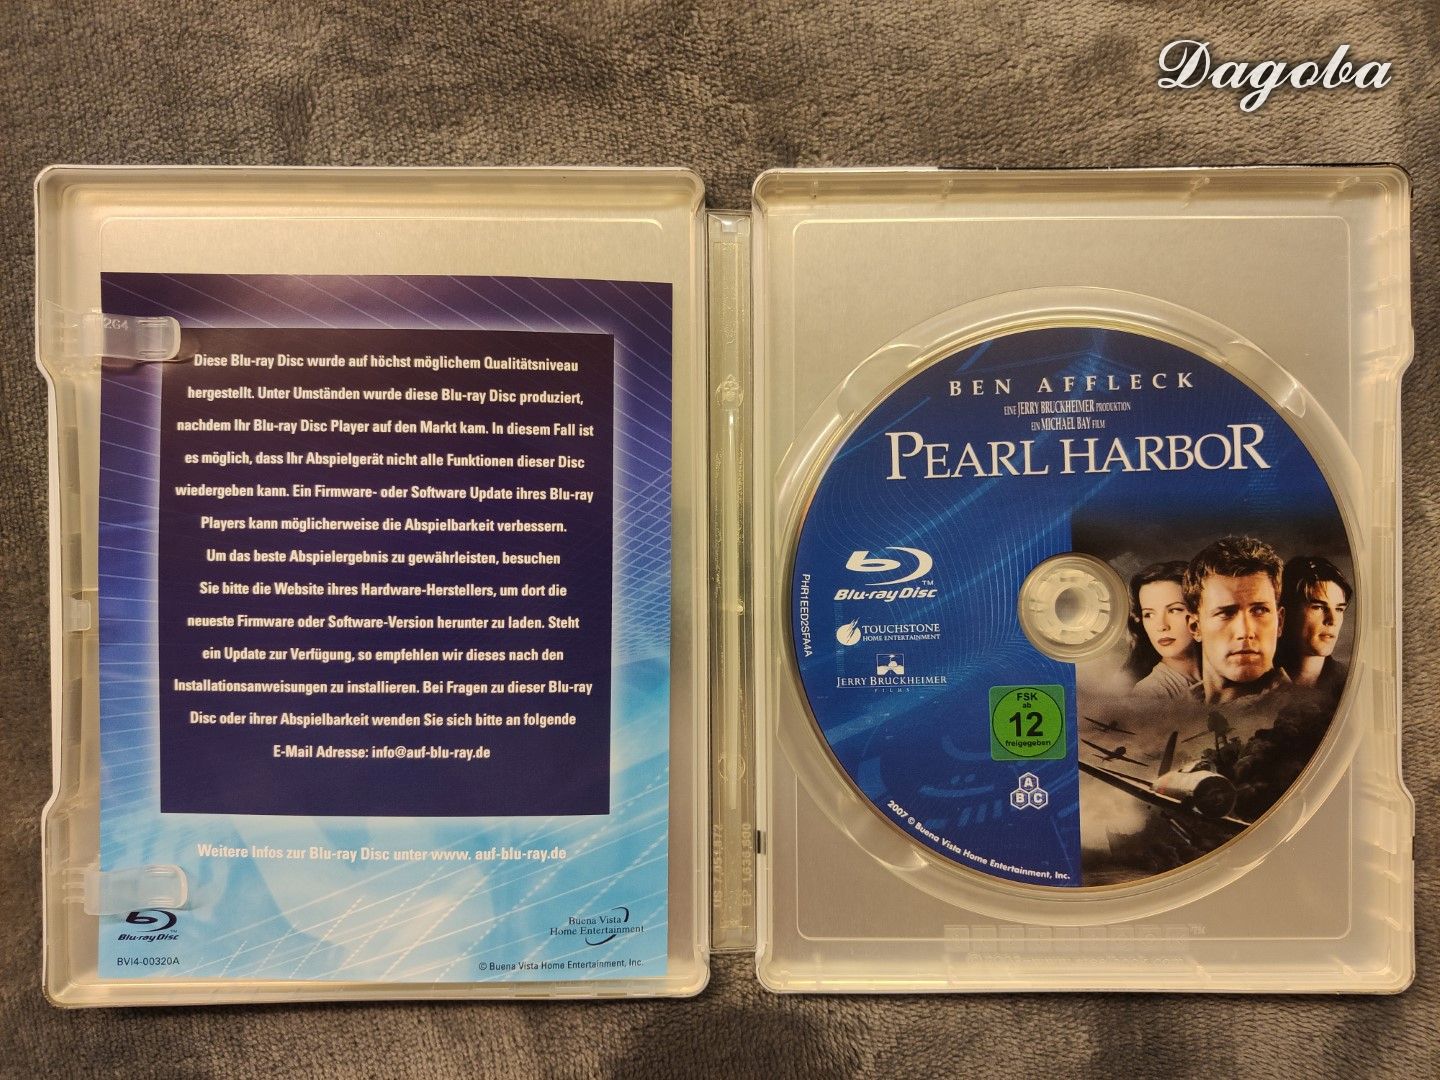 Dagoba
264
Diese Blu-ray Disc wurde auf höchst möglichem Qualitätsniveau
hergestellt. Unter Umständen wurde diese Blu-ray Disc produziert,
nachdem Ihr Blu-ray Disc Player auf den Markt kam. In diesem Fall ist
es möglich, dass Ihr Abspielgerät nicht alle Funktionen dieser Disc
wiedergeben kann. Ein Firmware- oder Software Update ihres Blu-ray
Players kann möglicherweise die Abspielbarkeit verbessern.
Um das beste Abspielergebnis zu gewährleisten, besuchen
Sie bitte die Website ihres Hardware-Herstellers, um dort die
neueste Firmware oder Software-Version herunter zu laden. Steht
ein Update zur Verfügung, so empfehlen wir dieses nach den
Installationsanweisungen zu installieren. Bei Fragen zu dieser Blu-ray
Disc oder ihrer Abspielbarkeit wenden Sie sich bitte an folgende
E-Mail Adresse: info@auf-blu-ray.de
Weitere Infos zur Blu-ray Disc unter www. auf-blu-ray.de
Blu-ray Disc™
BVI4-00320A
Buena Vista
Home Entertainment
© Buena Vista Home Entertainment, Inc.
BEN AFFLECK
EINE JERRY BRUCKHEIMER PRODUKTION
EIN MICHAEL BAY FILM
PEARL HARBOR
Blu-ray Disc™
PHR1EED2SFA4A
TOUCHSTONE
HOME ENTERTAINMENT
JERRY BRUCKHEIMER
FILMS
FSK
ab
12
freigegeben
A
B C
2007 © Buena Vista Home Entertainment, Inc.